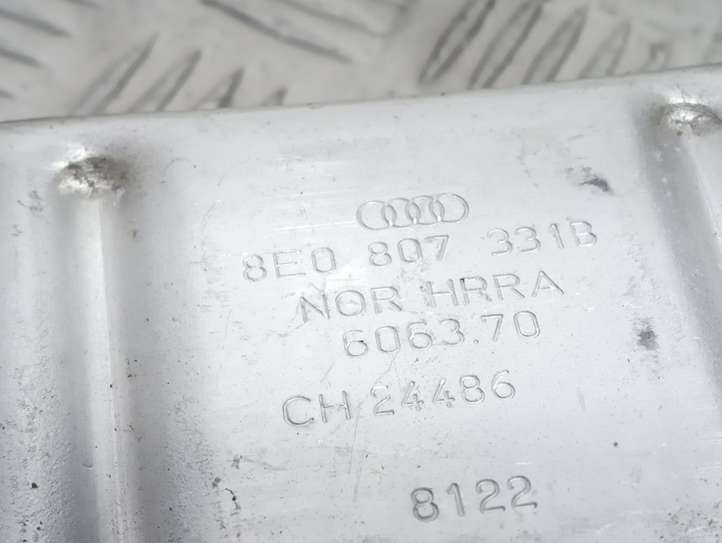 8E0 807 331B
NOR HRRA
6063.70
CH 24486
8122